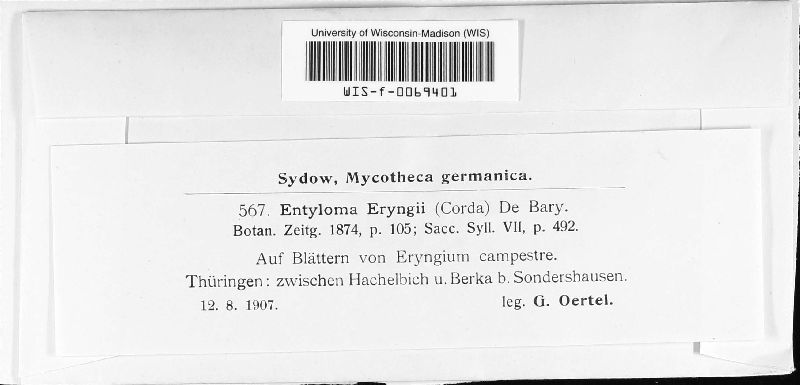 University of Wisconsin-Madison (WIS)
WIS-f-0069401
Sydow, Mycotheca germanica.
567. Entyloma Eryngii (Corda) De Bary.
Botan. Zeitg. 1874, p. 105; Sacc. Syll. VII, p. 492.
Auf Blättern von Eryngium campestre.
Thüringen: zwischen Hachelbich u. Berka b. Sondershausen.
12. 8. 1907. leg. G. Oertel.